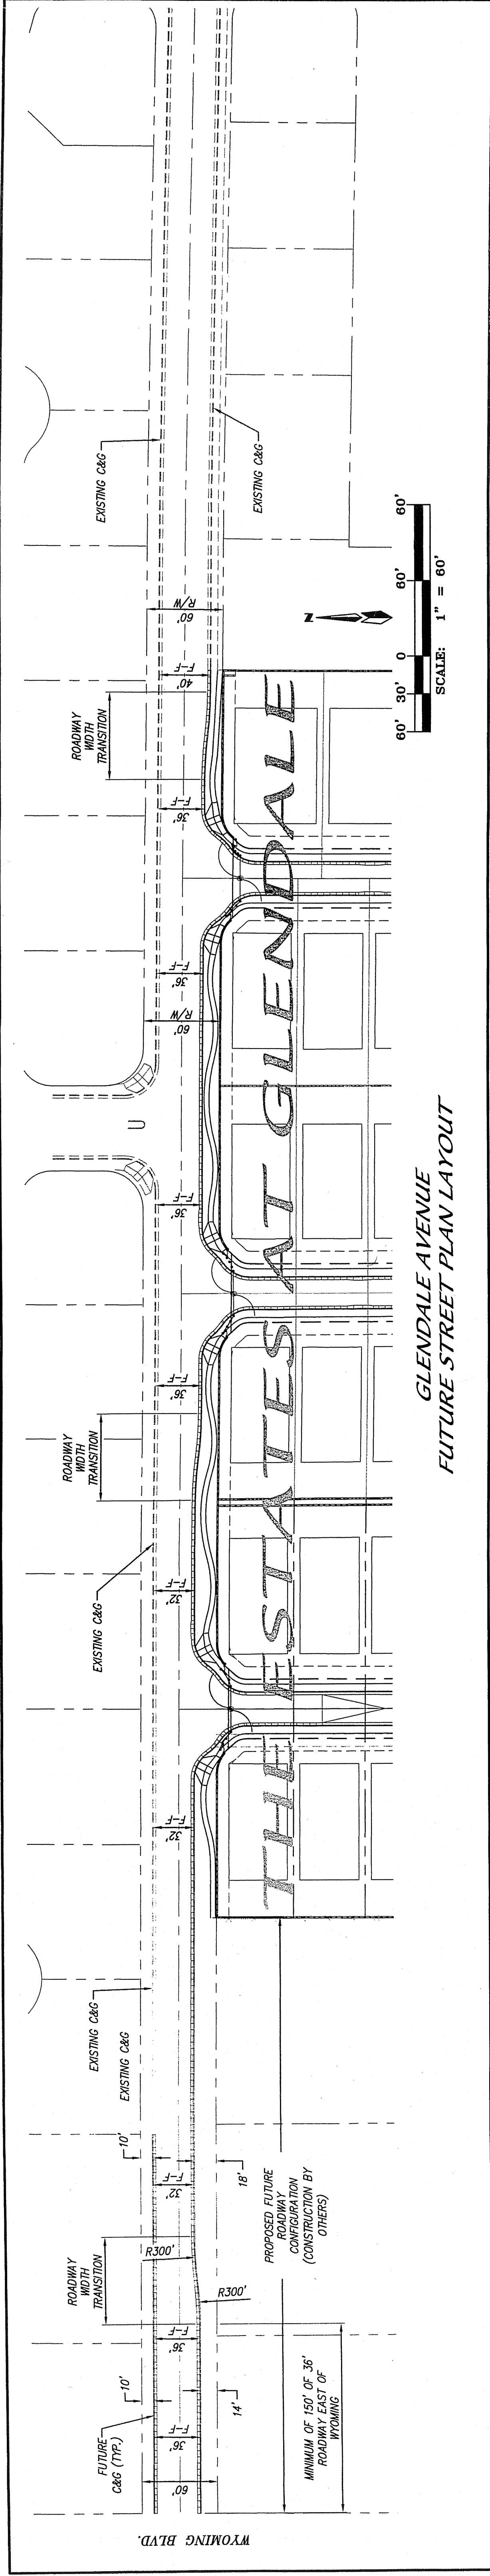 WYOMING BLVD.
60'
FUTURE
C&G (TYP.)
36'
F-F
10'
14'
MINIMUM OF 150' OF 36'
ROADWAY EAST OF
WYOMING
36'
F-F
ROADWAY
WIDTH
TRANSITION
R300'
R300'
32'
F-F
10'
18'
PROPOSED FUTURE
ROADWAY
CONFIGURATION
(CONSTRUCTION BY
OTHERS)
EXISTING C&G
EXISTING C&G
32'
F-F
EXISTING C&G
32'
F-F
ROADWAY
WIDTH
TRANSITION
36'
F-F
36'
F-F
U
60'
R/W
36'
F-F
36'
F-F
ROADWAY
WIDTH
TRANSITION
40'
F-F
60'
R/W
EXISTING C&G
EXISTING C&G
THE ESTATES AT GLENDALE
N
60' 30' 0 60' 60'
SCALE: 1" = 60'
GLENDALE AVENUE
FUTURE STREET PLAN LAYOUT